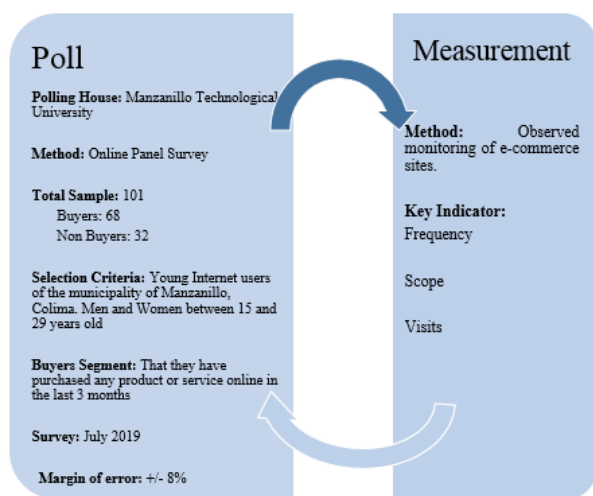 Poll
Polling House: Manzanillo Technological
University
Method: Online Panel Survey
Total Sample: 101
Buyers: 68
Non Buyers: 32
Selection Criteria: Young Internet users
of the municipality of Manzanillo,
Colima. Men and Women between 15 and
29 years old
Buyers Segment: That they have
purchased any product or service online in
the last 3 months
Survey: July 2019
Margin of error: +/- 8%
Measurement
Method: Observed
monitoring of e-commerce
sites.
Key Indicator:
Frequency
Scope
Visits